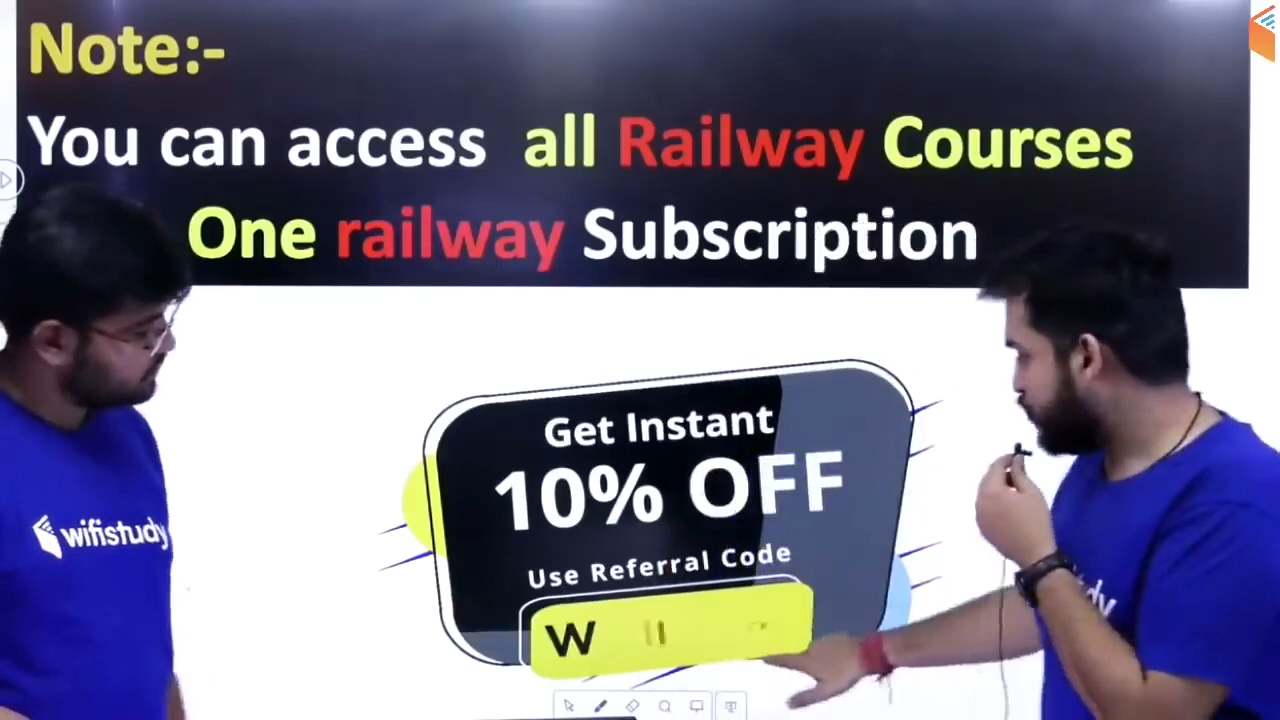 Note:-
You can access all Railway Courses
One railway Subscription
Get Instant
10% OFF
Use Referral Code
W
wifistudy